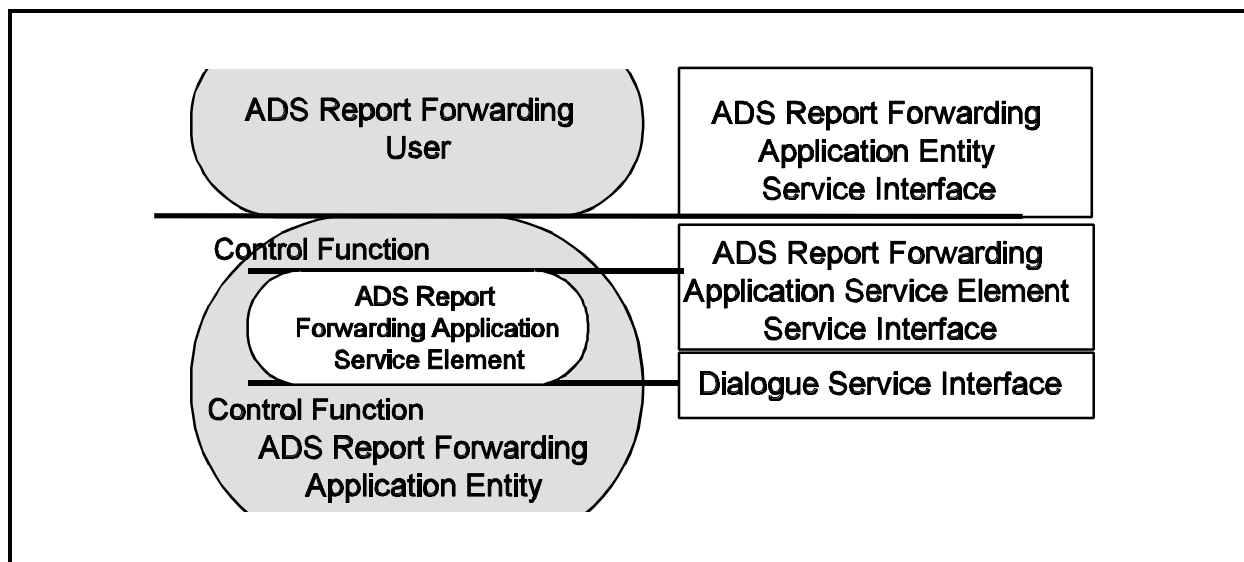 ADS Report Forwarding
User
ADS Report Forwarding
Application Entity
Service Interface
Control Function
ADS Report
Forwarding Application
Service Element
ADS Report Forwarding
Application Service Element
Service Interface
Dialogue Service Interface
Control Function
ADS Report Forwarding
Application Entity